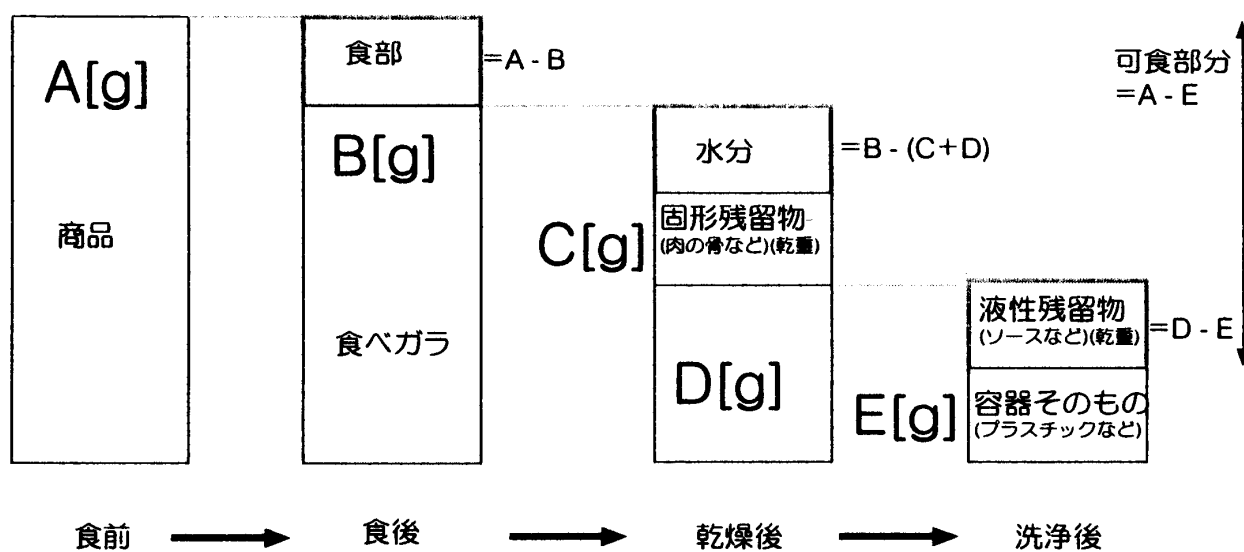 A[g]
商品
食部
=A - B
B[g]
食べガラ
水分
=B - (C+D)
C[g]
固形残留物
(肉の骨など)(乾重)
D[g]
可食部分
=A - E
液性残留物
(ソースなど)(乾重)
=D - E
E[g]
容器そのもの
(プラスチックなど)
食前
食後
乾燥後
洗浄後